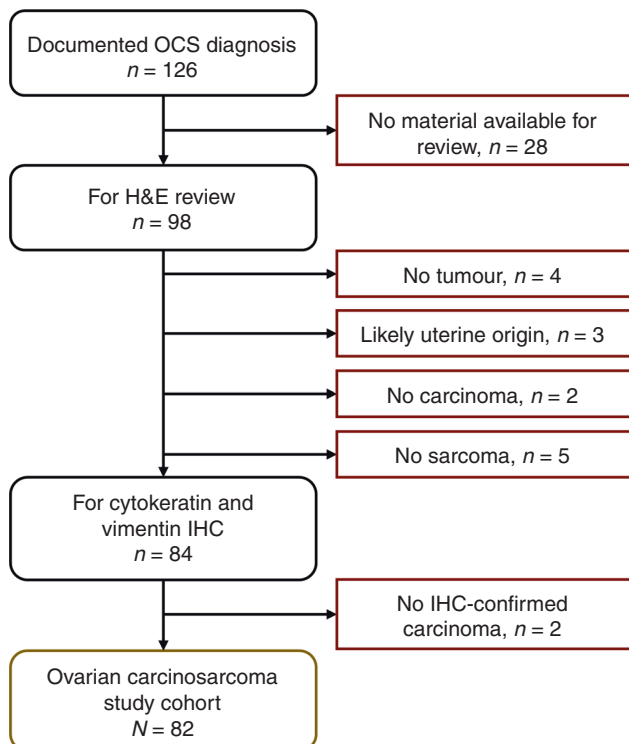 Documented OCS diagnosis
n = 126
No material available for
review, n = 28
For H&E review
n = 98
No tumour, n = 4
Likely uterine origin, n = 3
No carcinoma, n = 2
No sarcoma, n = 5
For cytokeratin and
vimentin IHC
n = 84
No IHC-confirmed
carcinoma, n = 2
Ovarian carcinosarcoma
study cohort
N = 82